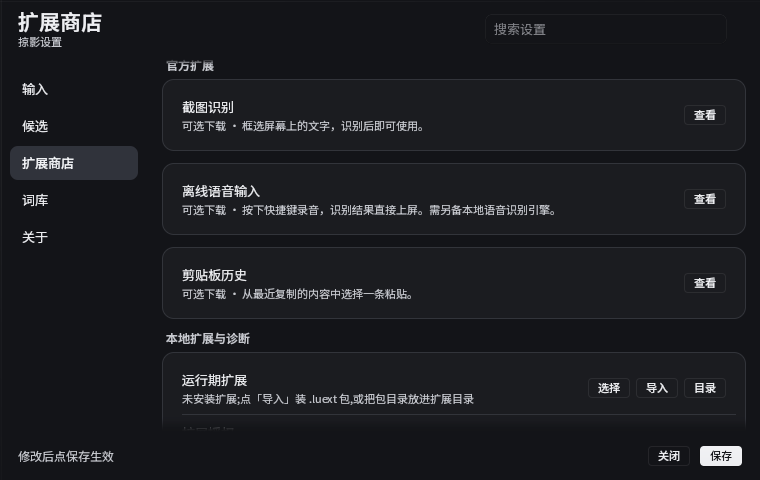 扩展商店
掠影设置
搜索设置
输入
候选
扩展商店
词库
关于
官方扩展
截图识别
可选下载 · 框选屏幕上的文字，识别后即可使用。
查看
离线语音输入
可选下载 · 按下快捷键录音，识别结果直接上屏。需另备本地语音识别引擎。
查看
剪贴板历史
可选下载 · 从最近复制的内容中选择一条粘贴。
查看
本地扩展与诊断
运行期扩展
未安装扩展;点「导入」装 .luext 包,或把包目录放进扩展目录
选择 导入 目录
修改后点保存生效
关闭 保存